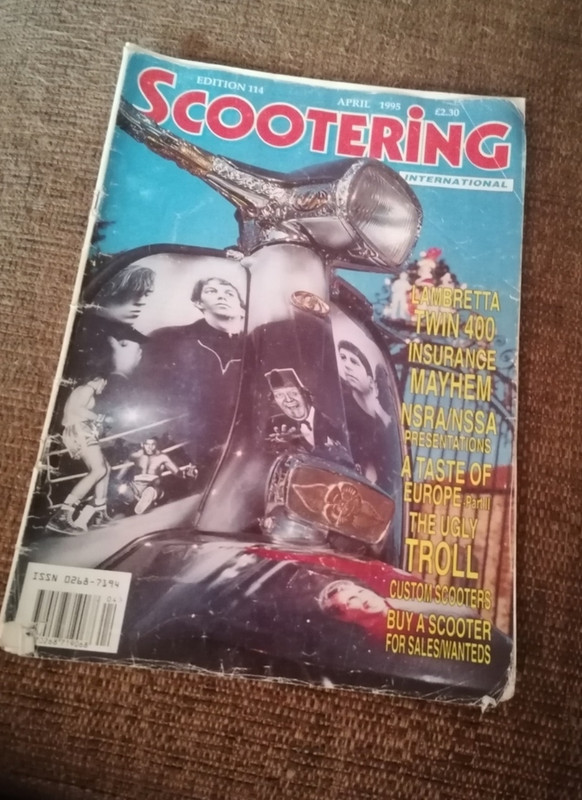 EDITION 114
APRIL 1995 £2.30
SCOOTERiNG
INTERNATIONAL
LAMBRETTA
TWIN 400
INSURANCE
MAYHEM
NSRA/NSSA
PRESENTATIONS
A TASTE OF
EUROPE -Part I
THE UGLY
TROLL
CUSTOM SCOOTERS
BUY A SCOOTER
FOR SALES/WANTEDS
ISSN 0268-7194
04